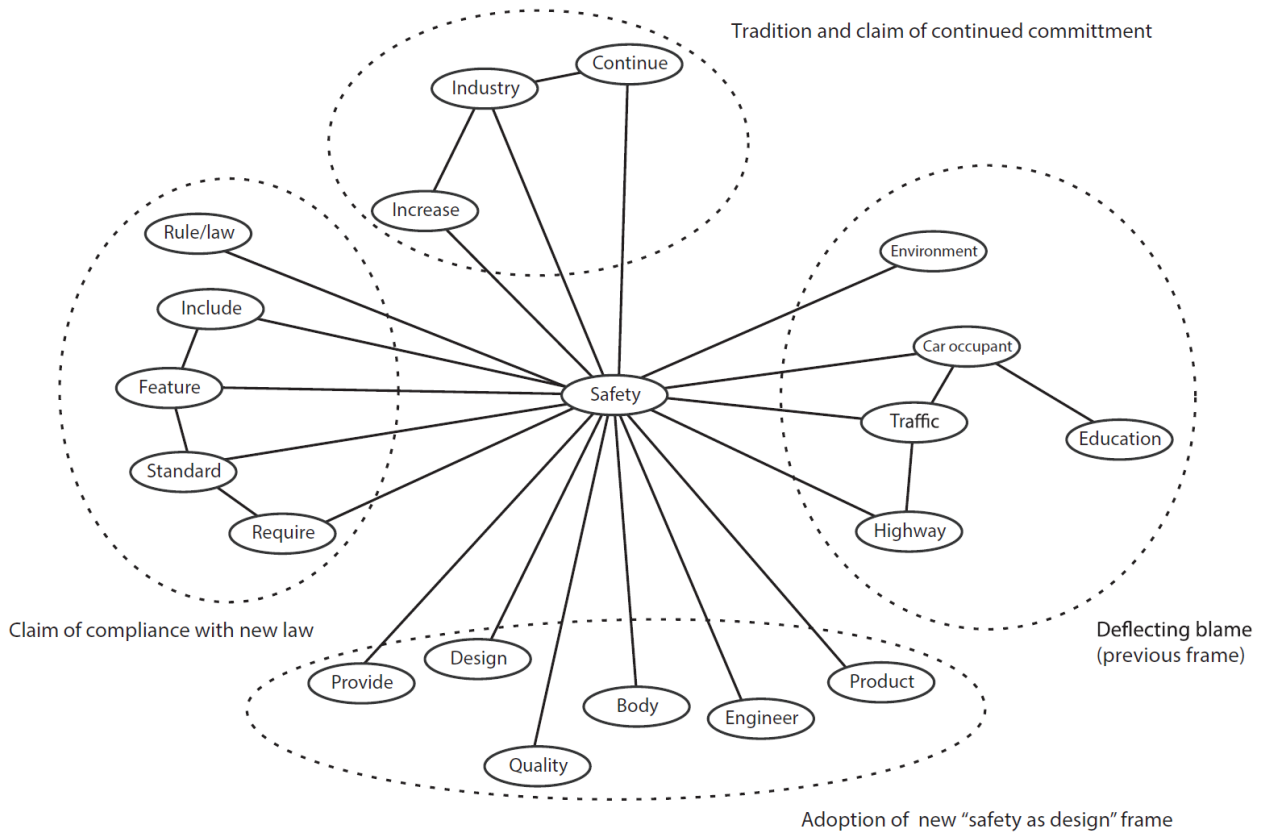 Tradition and claim of continued committment
Continue
Industry
Increase
Rule/law
Include
Feature
Standard
Require
Safety
Environment
Car occupant
Traffic
Education
Highway
Claim of compliance with new law
Deflecting blame
(previous frame)
Provide
Design
Quality
Body
Engineer
Product
Adoption of new “safety as design” frame